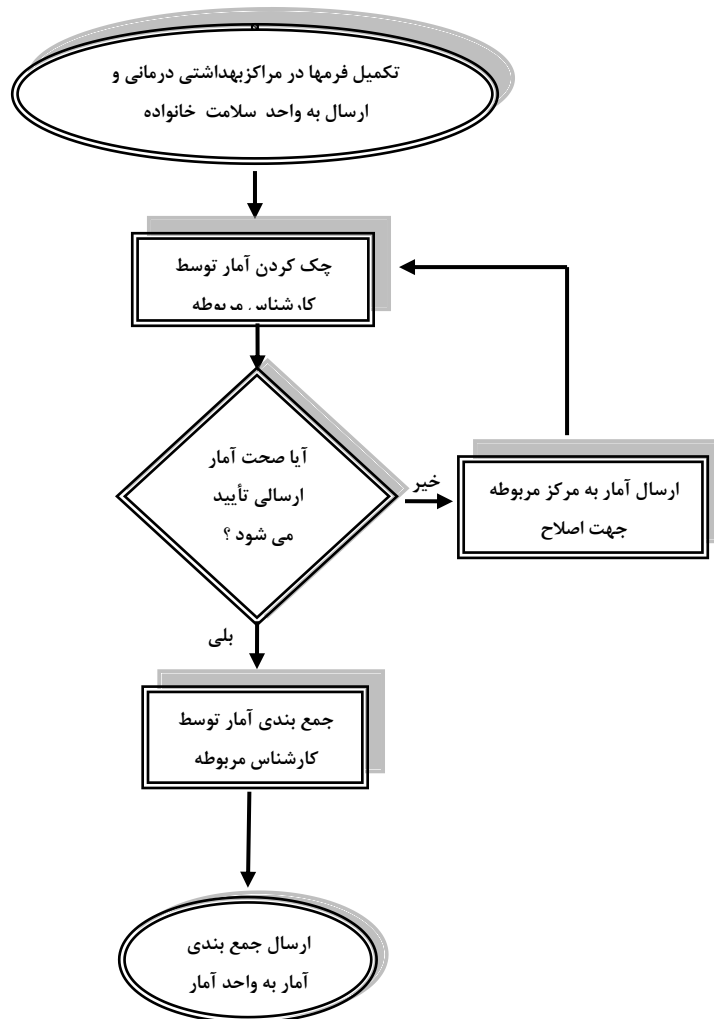 تکمیل فرمها در مراکزبهداشتی درمانی و
ارسال به واحد سلامت خانواده
چک کردن آمار توسط
کارشناس مربوطه
آیا صحت آمار
ارسالی تأیید
می شود ؟
خیر
ارسال آمار به مرکز مربوطه
جهت اصلاح
بلی
جمع بندی آمار توسط
کارشناس مربوطه
ارسال جمع بندی
آمار به واحد آمار